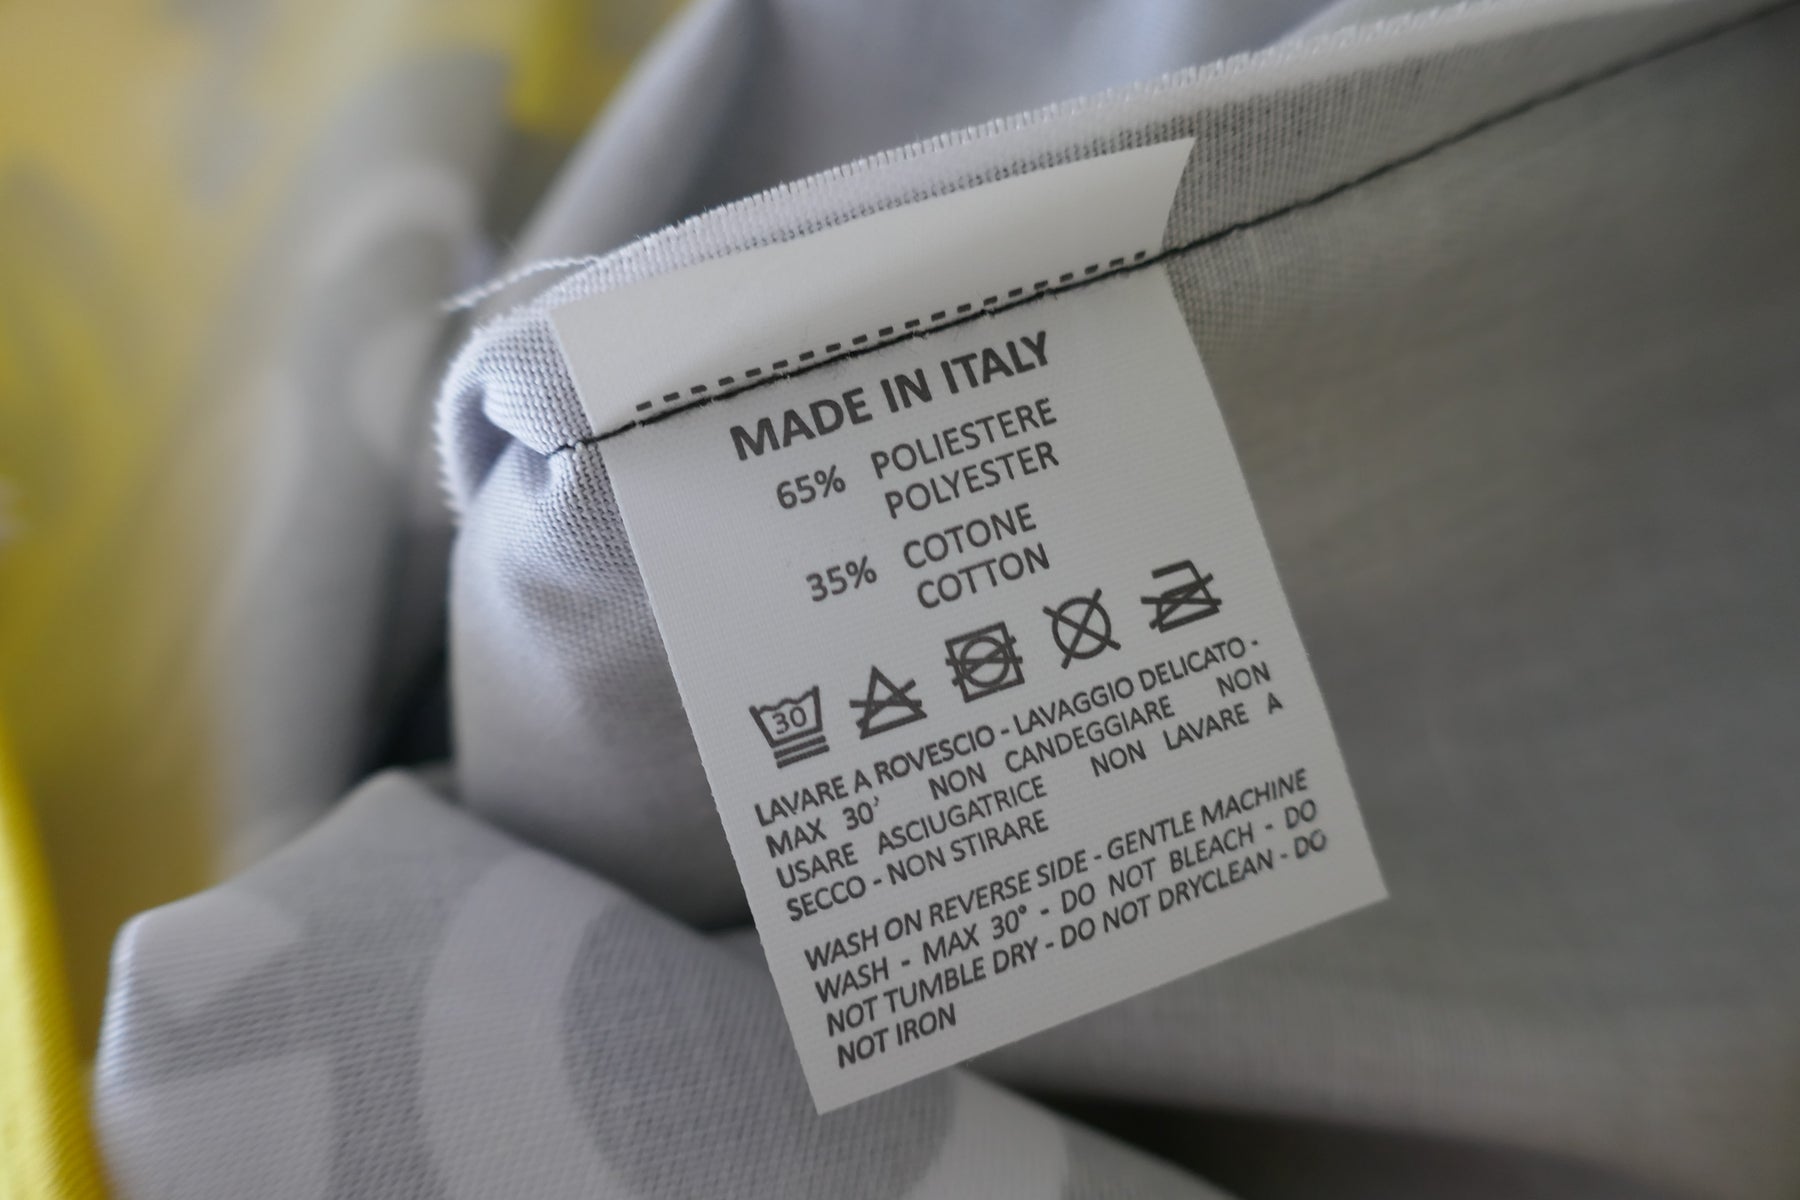 MADE IN ITALY
65% POLIESTERE
POLYESTER
35% COTONE
COTTON
30
LAVARE A ROVESCIO - LAVAGGIO DELICATO -
MAX 30’ NON CANDEGGIARE NON
USARE ASCIUGATRICE NON LAVARE A
SECCO - NON STIRARE
WASH ON REVERSE SIDE - GENTLE MACHINE
WASH - MAX 30° - DO NOT BLEACH - DO
NOT TUMBLE DRY - DO NOT DRYCLEAN - DO
NOT IRON